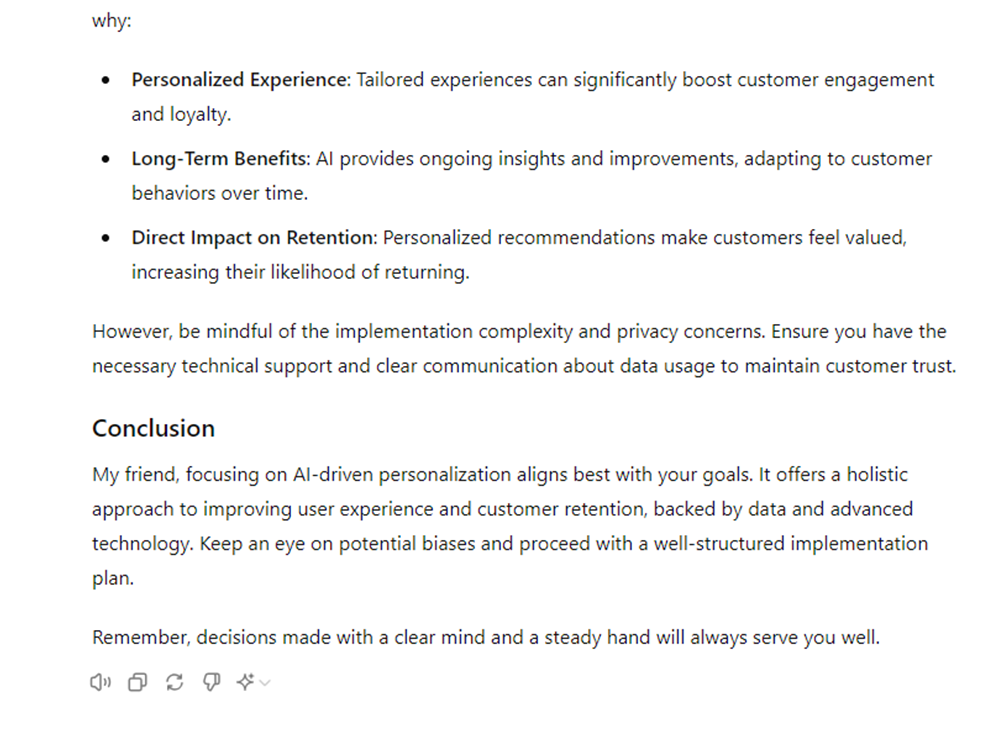 why:
Personalized Experience: Tailored experiences can significantly boost customer engagement
and loyalty.
Long-Term Benefits: AI provides ongoing insights and improvements, adapting to customer
behaviors over time.
Direct Impact on Retention: Personalized recommendations make customers feel valued,
increasing their likelihood of returning.
However, be mindful of the implementation complexity and privacy concerns. Ensure you have the
necessary technical support and clear communication about data usage to maintain customer trust.
Conclusion
My friend, focusing on AI-driven personalization aligns best with your goals. It offers a holistic
approach to improving user experience and customer retention, backed by data and advanced
technology. Keep an eye on potential biases and proceed with a well-structured implementation
plan.
Remember, decisions made with a clear mind and a steady hand will always serve you well.